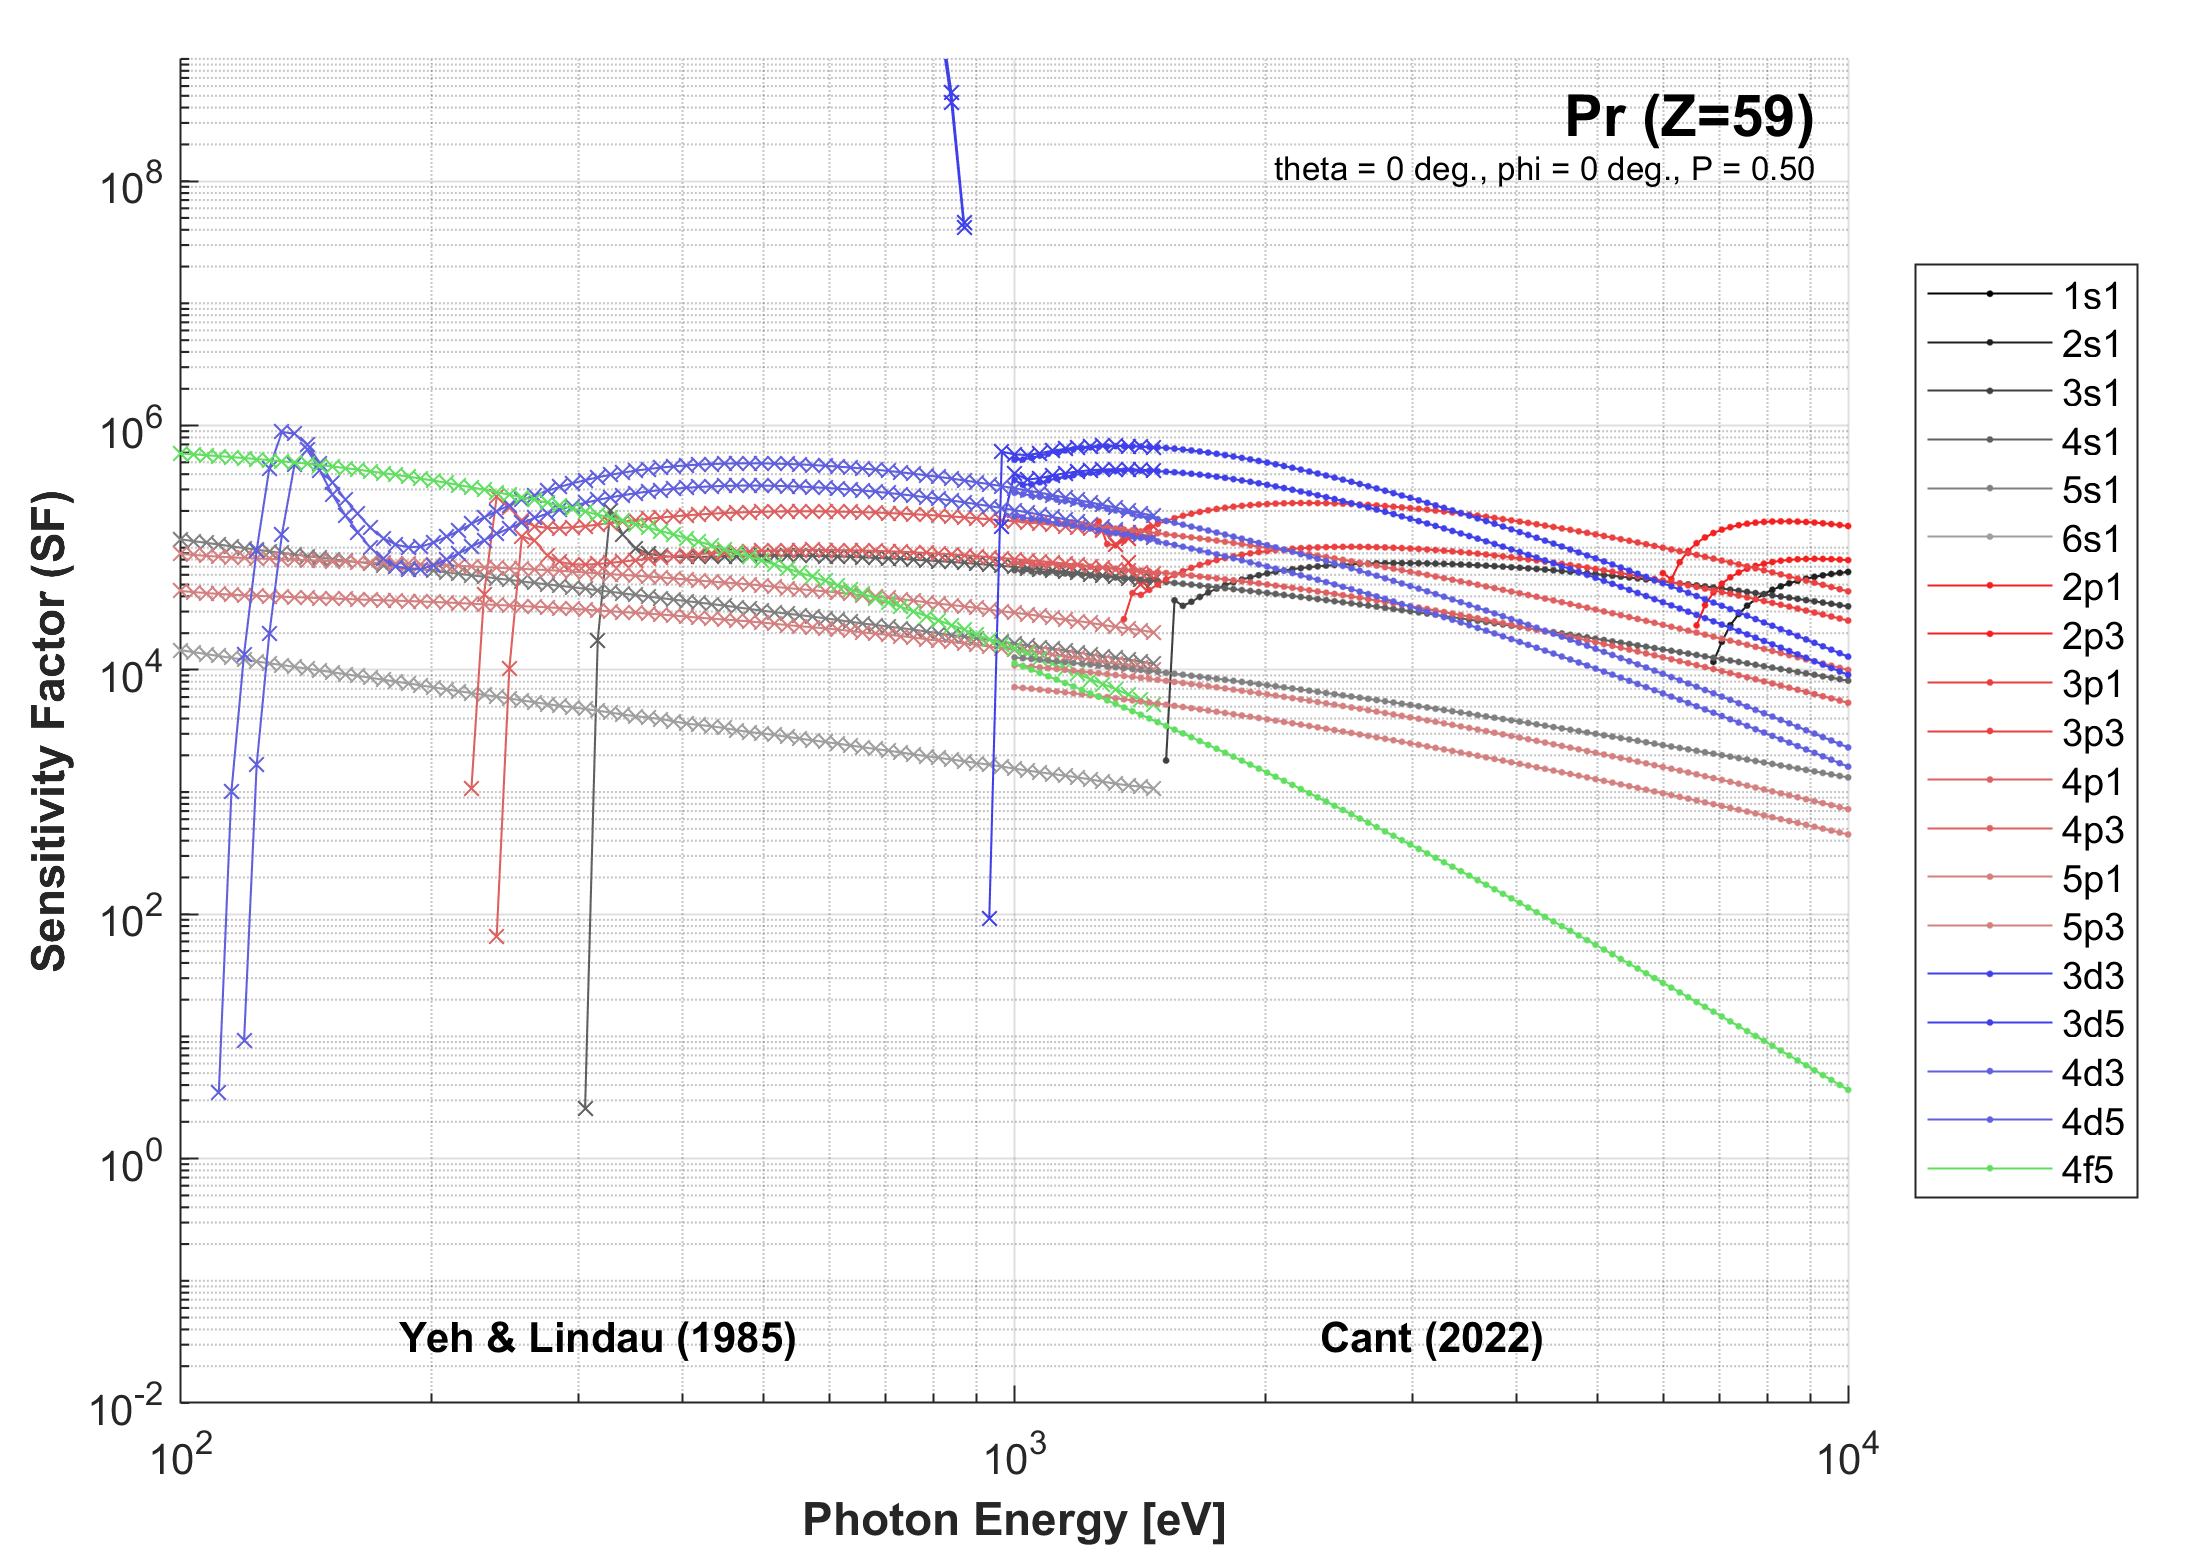 Pr (Z=59)
theta = 0 deg., phi = 0 deg., P = 0.50
Sensitivity Factor (SF)
10^8
10^6
10^4
10^2
10^0
10^-2
10^2
10^3
10^4
Photon Energy [eV]
Yeh & Lindau (1985)
Cant (2022)
1s1
2s1
3s1
4s1
5s1
6s1
2p1
2p3
3p1
3p3
4p1
4p3
5p1
5p3
3d3
3d5
4d3
4d5
4f5